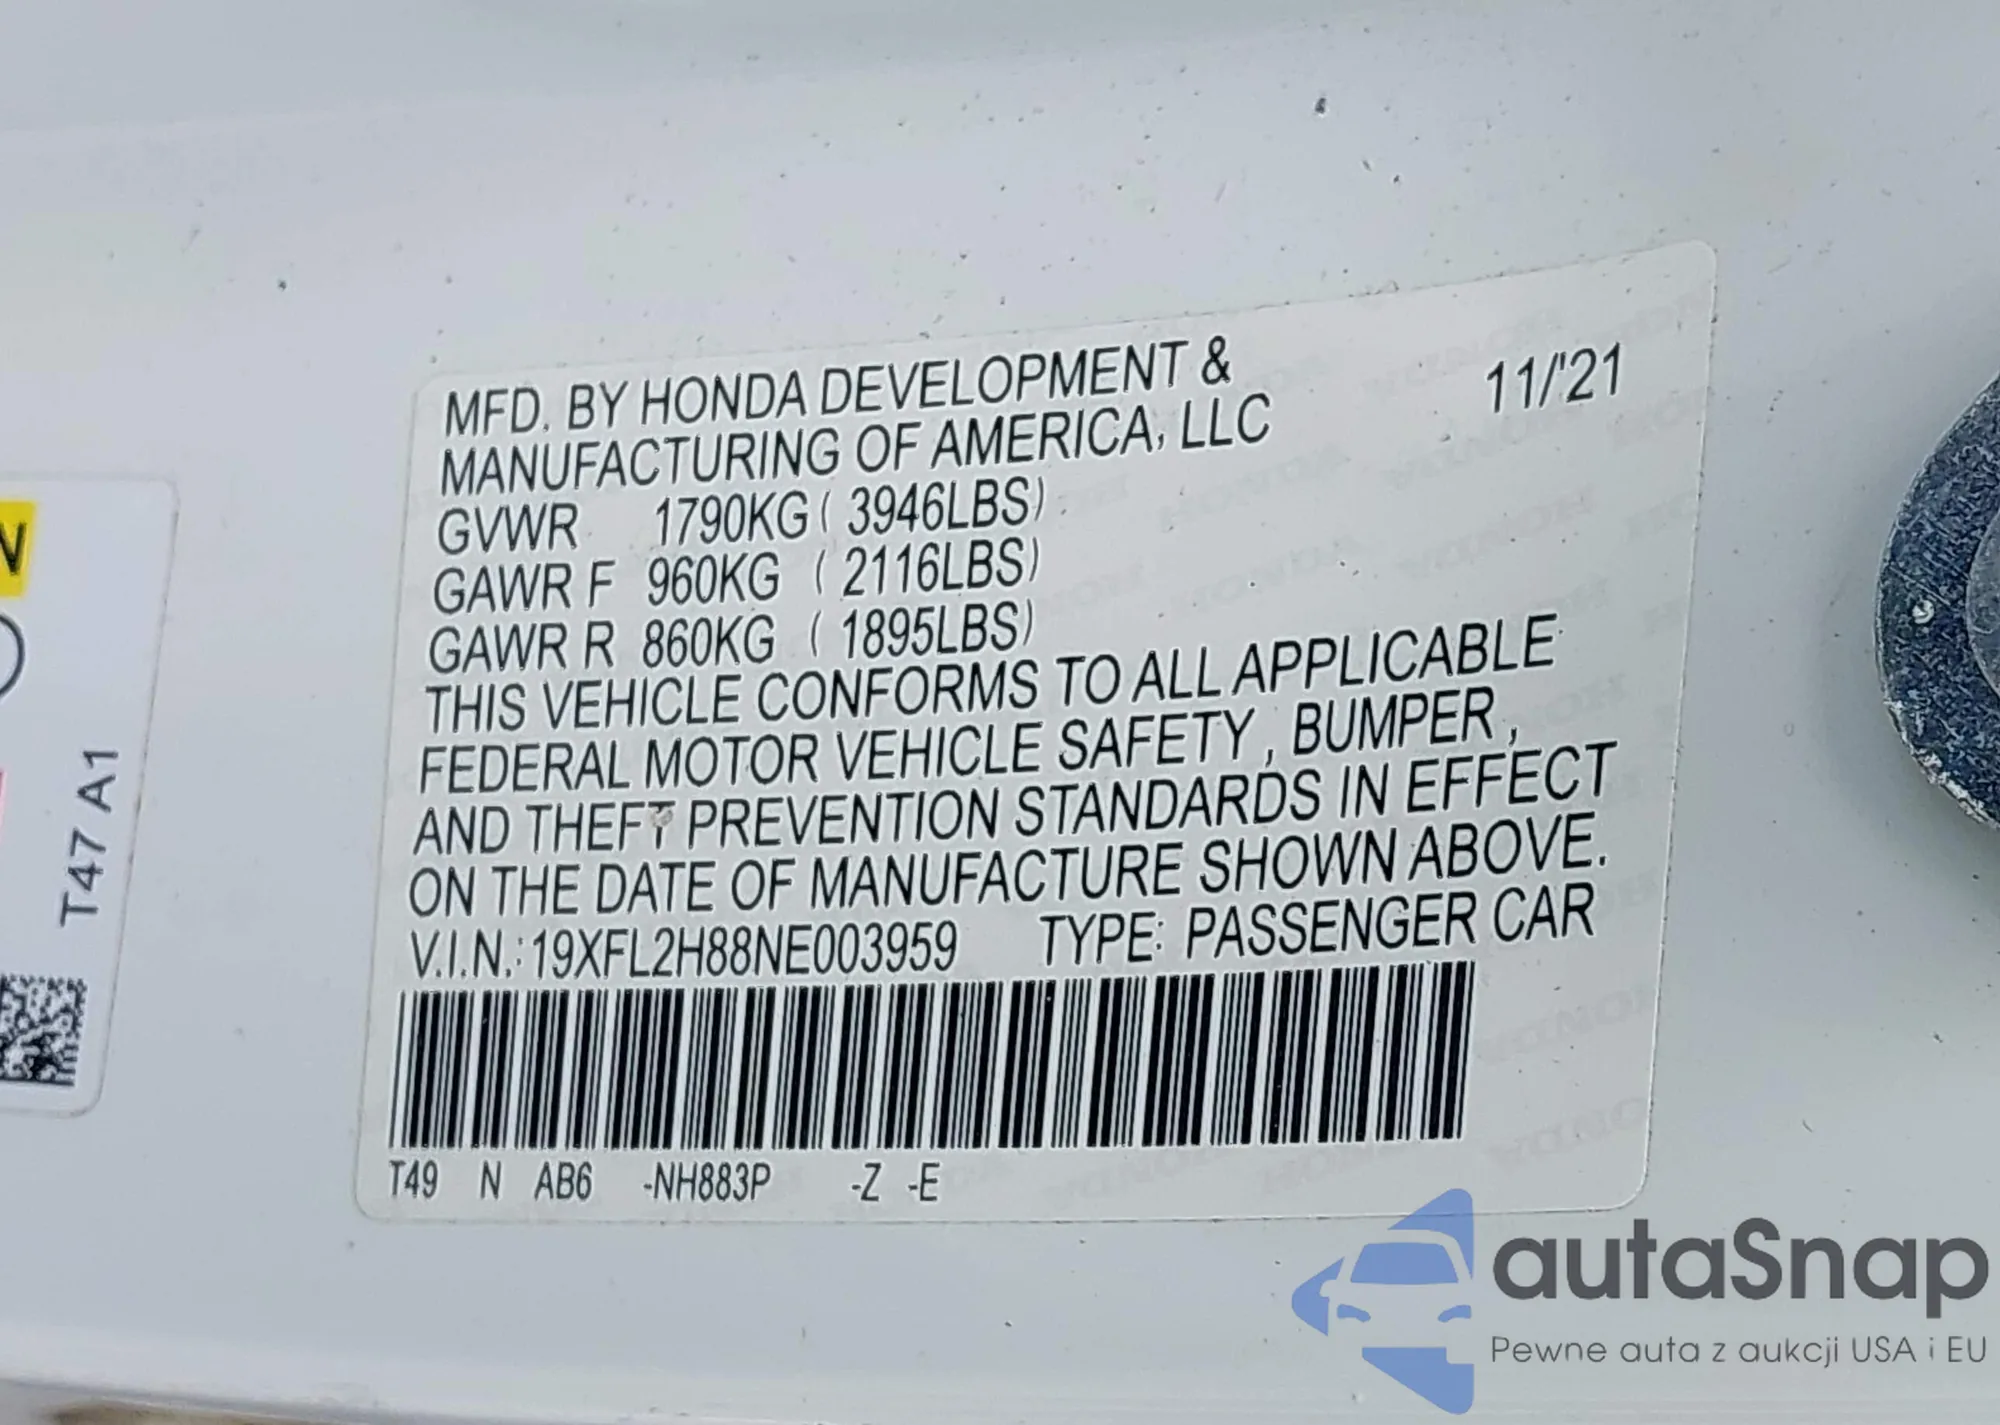 MFD. BY HONDA DEVELOPMENT &
MANUFACTURING OF AMERICA, LLC
11/'21
GVWR 1790KG ( 3946LBS)
GAWR F 960KG ( 2116LBS)
GAWR R 860KG ( 1895LBS)
THIS VEHICLE CONFORMS TO ALL APPLICABLE
FEDERAL MOTOR VEHICLE SAFETY , BUMPER ,
AND THEFT PREVENTION STANDARDS IN EFFECT
ON THE DATE OF MANUFACTURE SHOWN ABOVE.
V.I.N.: 19XFL2H88NE003959 TYPE: PASSENGER CAR
T49 N AB6 -NH883P -Z -E
T47 A1
N
autaSnap
Pewne auta z aukcji USA i EU